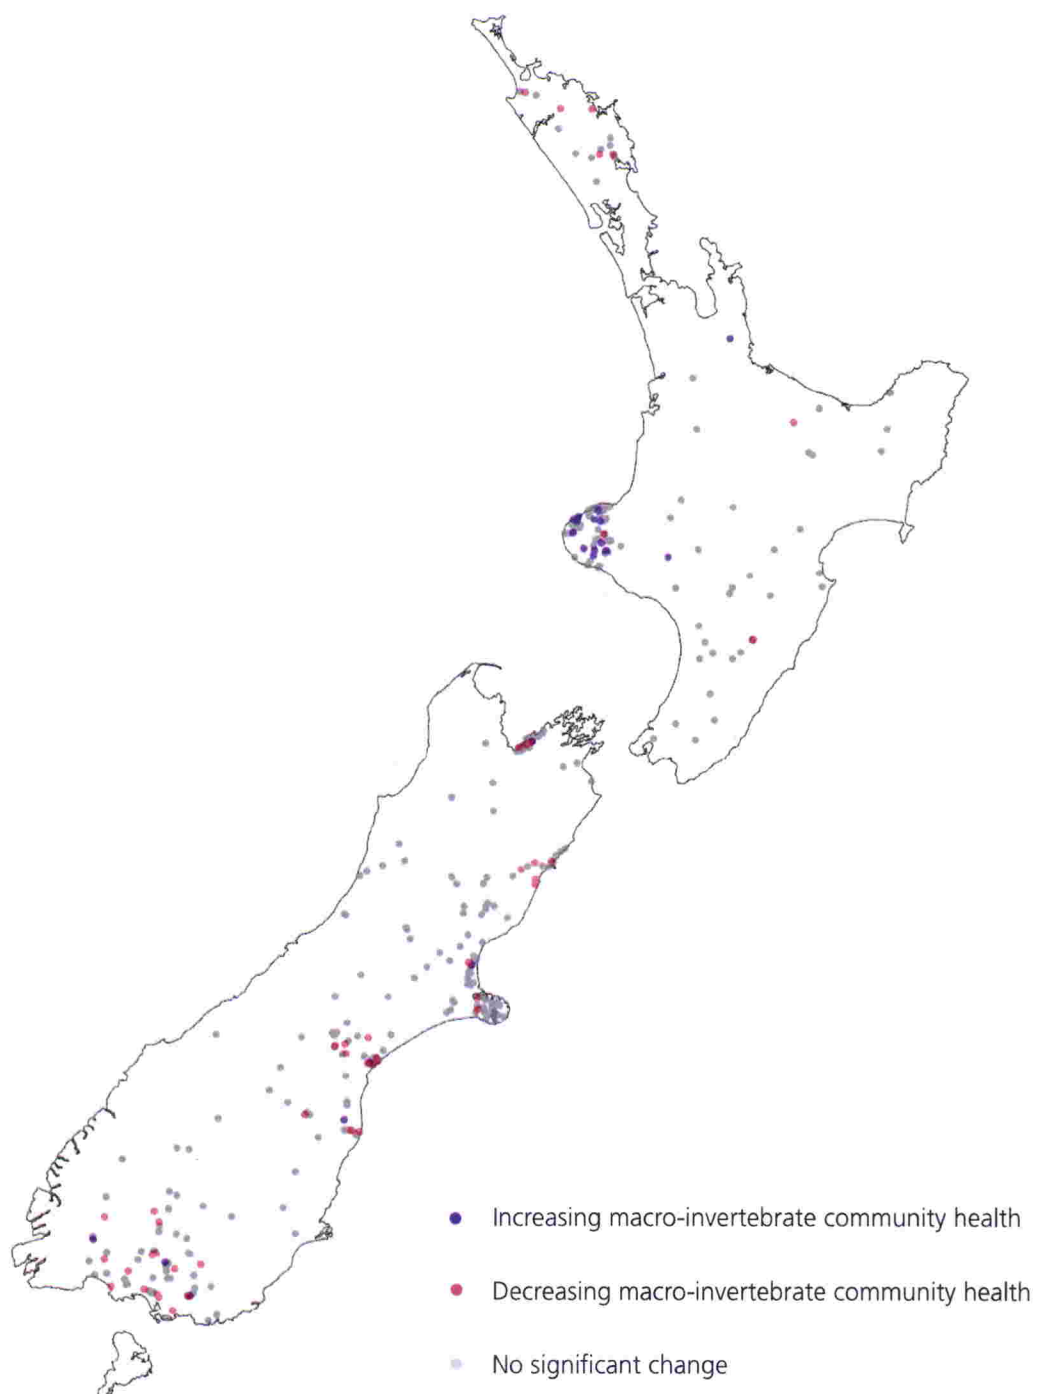 Increasing macro-invertebrate community health
Decreasing macro-invertebrate community health
No significant change